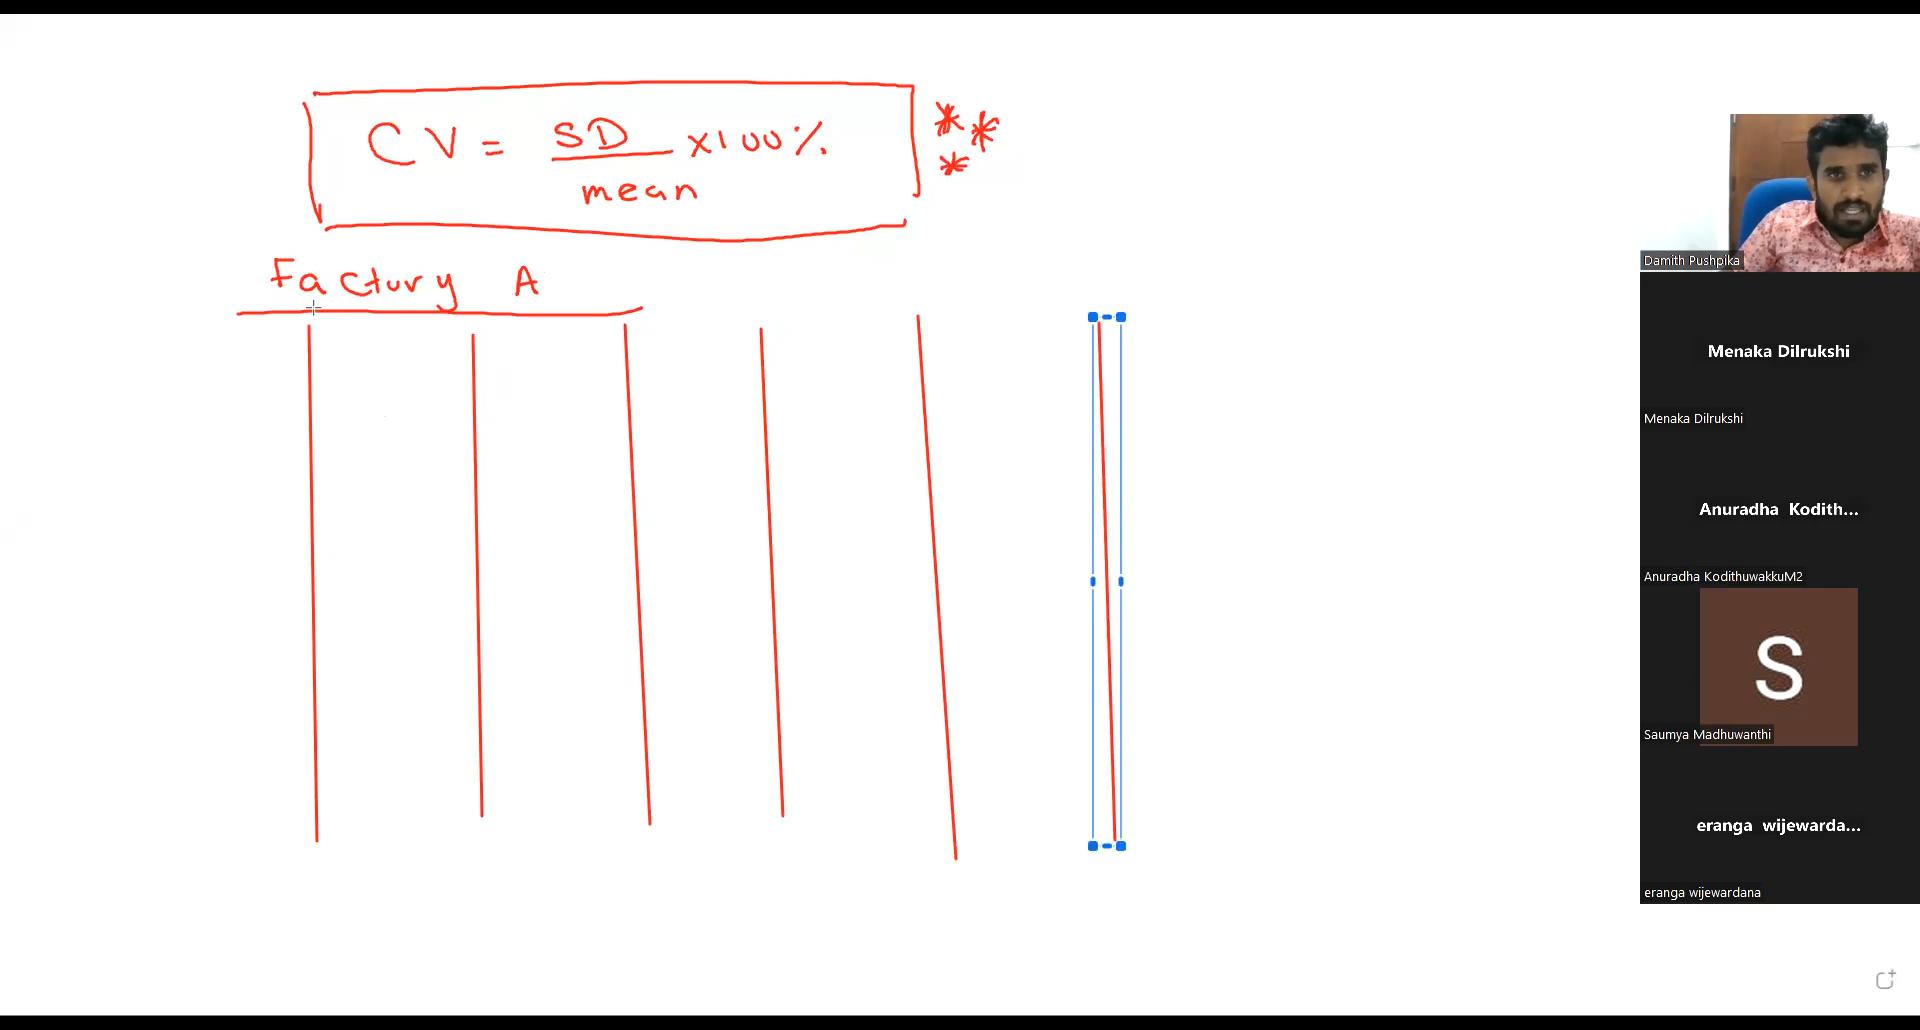 CV = SD/mean x100%
***
Factury A
Damith Pushpika
Menaka Dilrukshi
Menaka Dilrukshi
Anuradha Kodith...
Anuradha KodithuwakkuM2
S
Saumya Madhuwanthi
eranga wijewarda...
eranga wijewardana